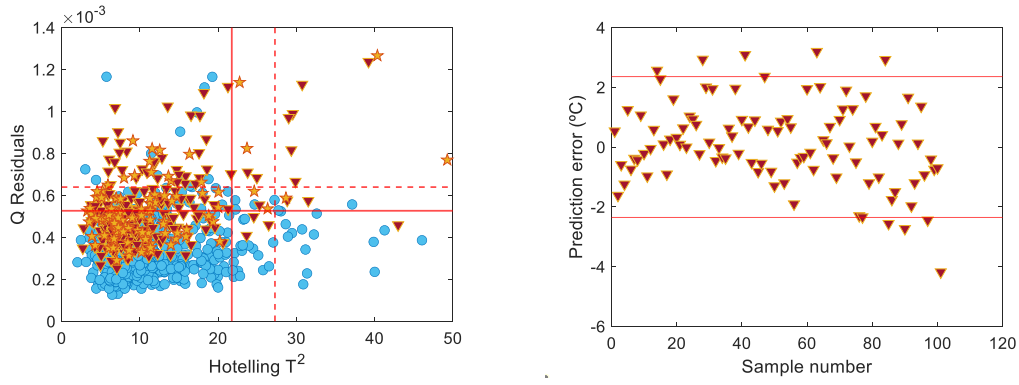 ×10⁻³
1.4
1.2
1
0.8
0.6
0.4
0.2
0
0 10 20 30 40 50
Q Residuals
Hotelling T²
4
2
0
-2
-4
-6
0 20 40 60 80 100 120
Prediction error (ºC)
Sample number